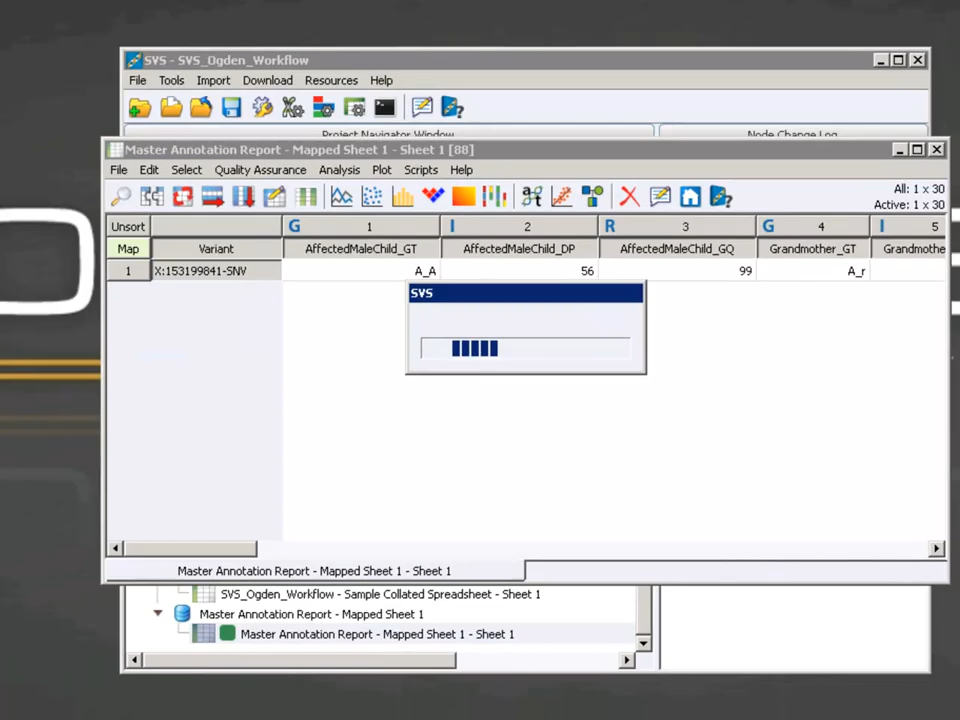 SVS - SVS_Ogden_Workflow
File Tools Import Download Resources Help
Project Navigator Window Node Change Log
Master Annotation Report - Mapped Sheet 1 - Sheet 1 [88]
File Edit Select Quality Assurance Analysis Plot Scripts Help
All: 1 x 30
Active: 1 x 30
Unsort G 1 I 2 R 3 G 4 I 5
Map Variant AffectedMaleChild_GT AffectedMaleChild_DP AffectedMaleChild_GQ Grandmother_GT Grandmothe
1 X:153199841-SNV A_A 56 99 A_r
SVS
Master Annotation Report - Mapped Sheet 1 - Sheet 1
SVS_Ogden_Workflow - Sample Collated Spreadsheet - Sheet 1
Master Annotation Report - Mapped Sheet 1
Master Annotation Report - Mapped Sheet 1 - Sheet 1